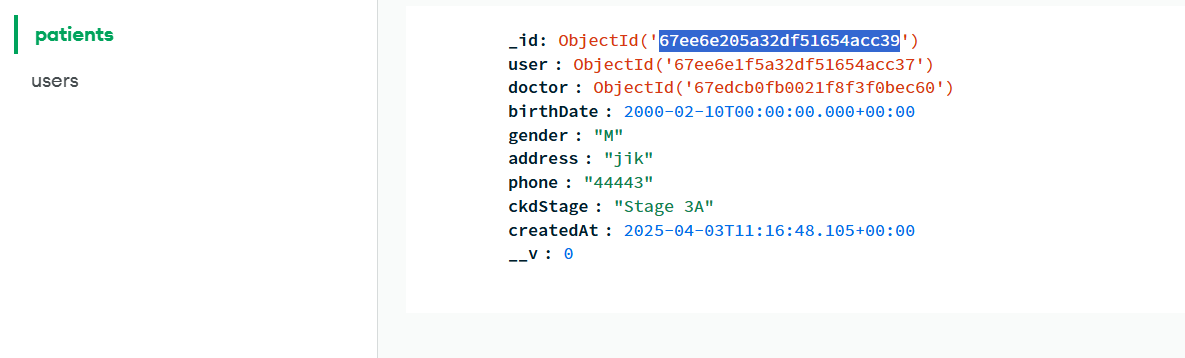 patients
users
_id: ObjectId('67ee6e205a32df51654acc39')
user : ObjectId('67ee6e1f5a32df51654acc37')
doctor : ObjectId('67edcb0fb0021f8f3f0bec60')
birthDate : 2000-02-10T00:00:00.000+00:00
gender : "M"
address : "jik"
phone : "44443"
ckdStage : "Stage 3A"
createdAt : 2025-04-03T11:16:48.105+00:00
__v : 0